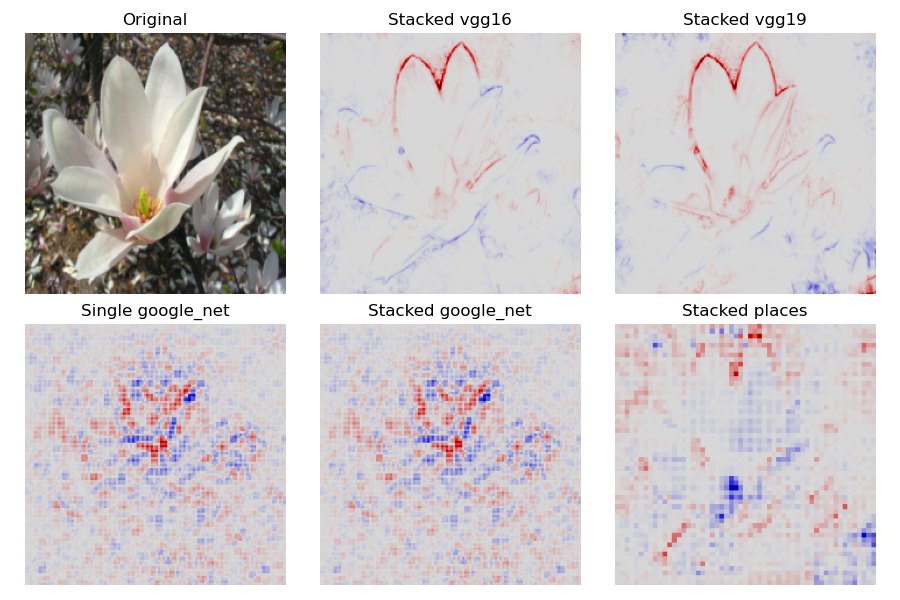 Original
Stacked vgg16
Stacked vgg19
Single google_net
Stacked google_net
Stacked places